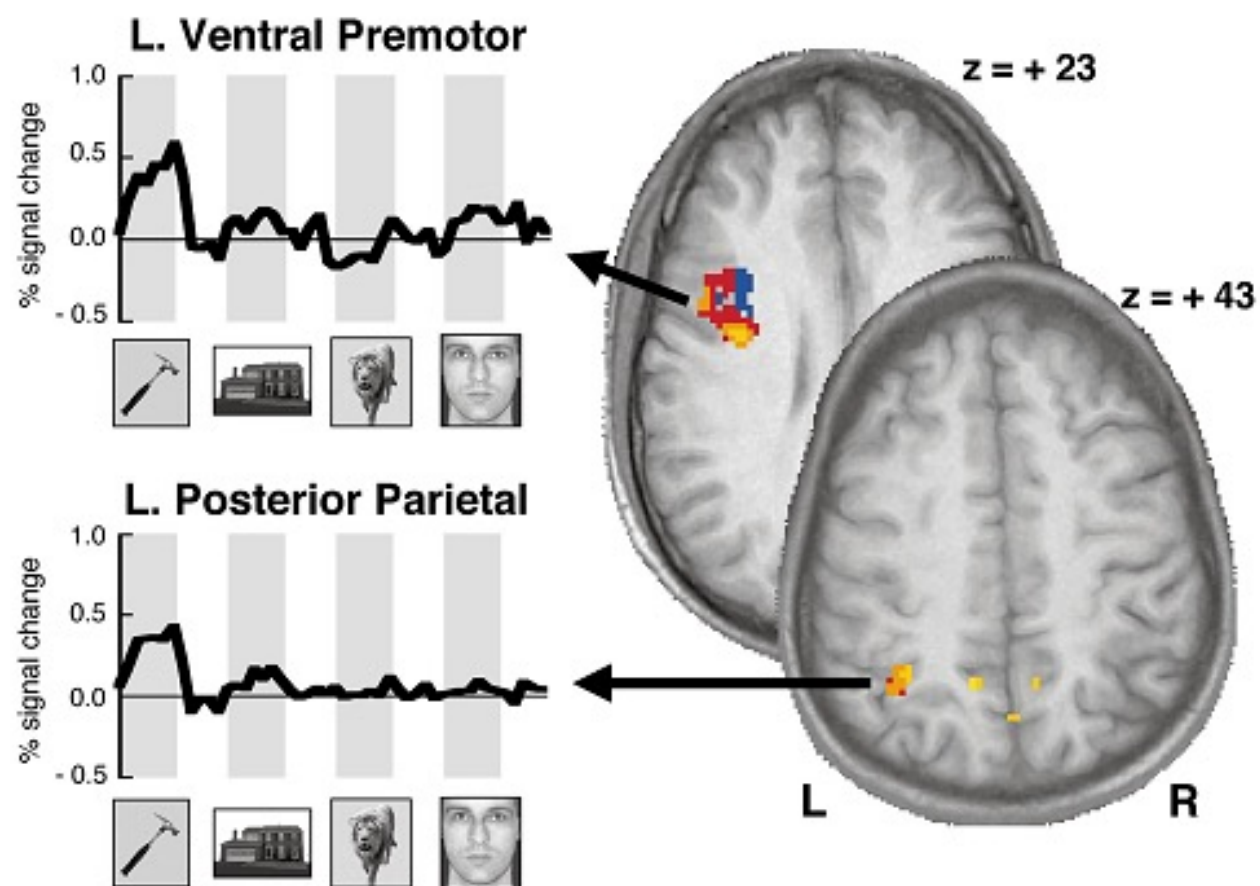 L. Ventral Premotor
% signal change
1.0
0.5
0.0
- 0.5
z = + 23
z = + 43
L. Posterior Parietal
% signal change
1.0
0.5
0.0
- 0.5
L
R